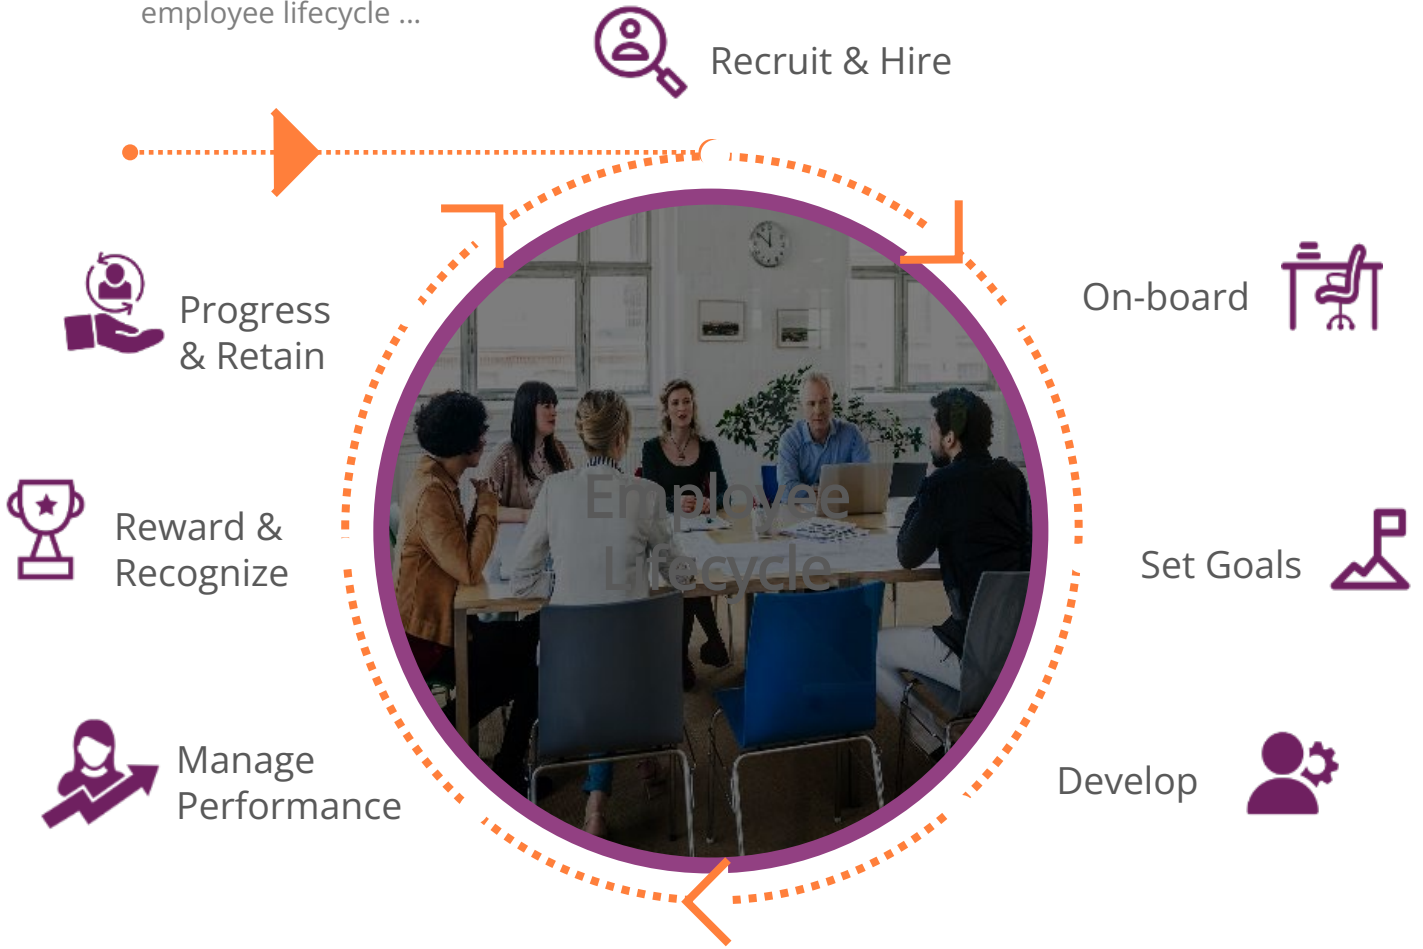 employee lifecycle ...
Recruit & Hire
On-board
Set Goals
Develop
Manage
Performance
Reward &
Recognize
Progress
& Retain
Employee
Lifecycle